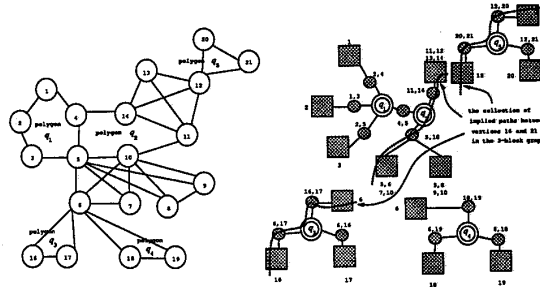 20
polygon
q5
21
13
12
1
polygon
q1
2
4
14
polygon
q2
11
3
5
10
9
6
7
8
polygon
q3
polygon
q4
16
17
18
19
12,20
20,21
q5
12,21
20
1
11,12
13,14
1,3
q1
11,14
2
4,5
2,3
5,10
3
the collection of
implied paths between
vertices 16 and 21
in the 3-block graph
5,6
7,10
5,8
9,10
16,17
6
6,17
q3
6,16
16
17
6
18,19
6,19
q4
6,18
18
19